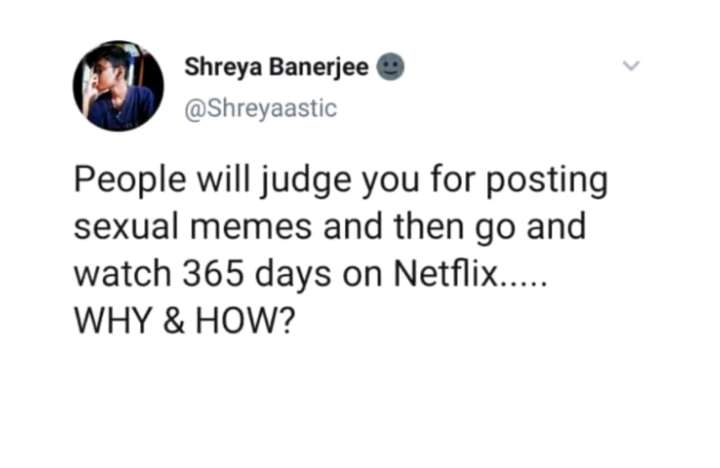 Shreya Banerjee 🌚
@Shreyaastic
People will judge you for posting
sexual memes and then go and
watch 365 days on Netflix.....
WHY & HOW?